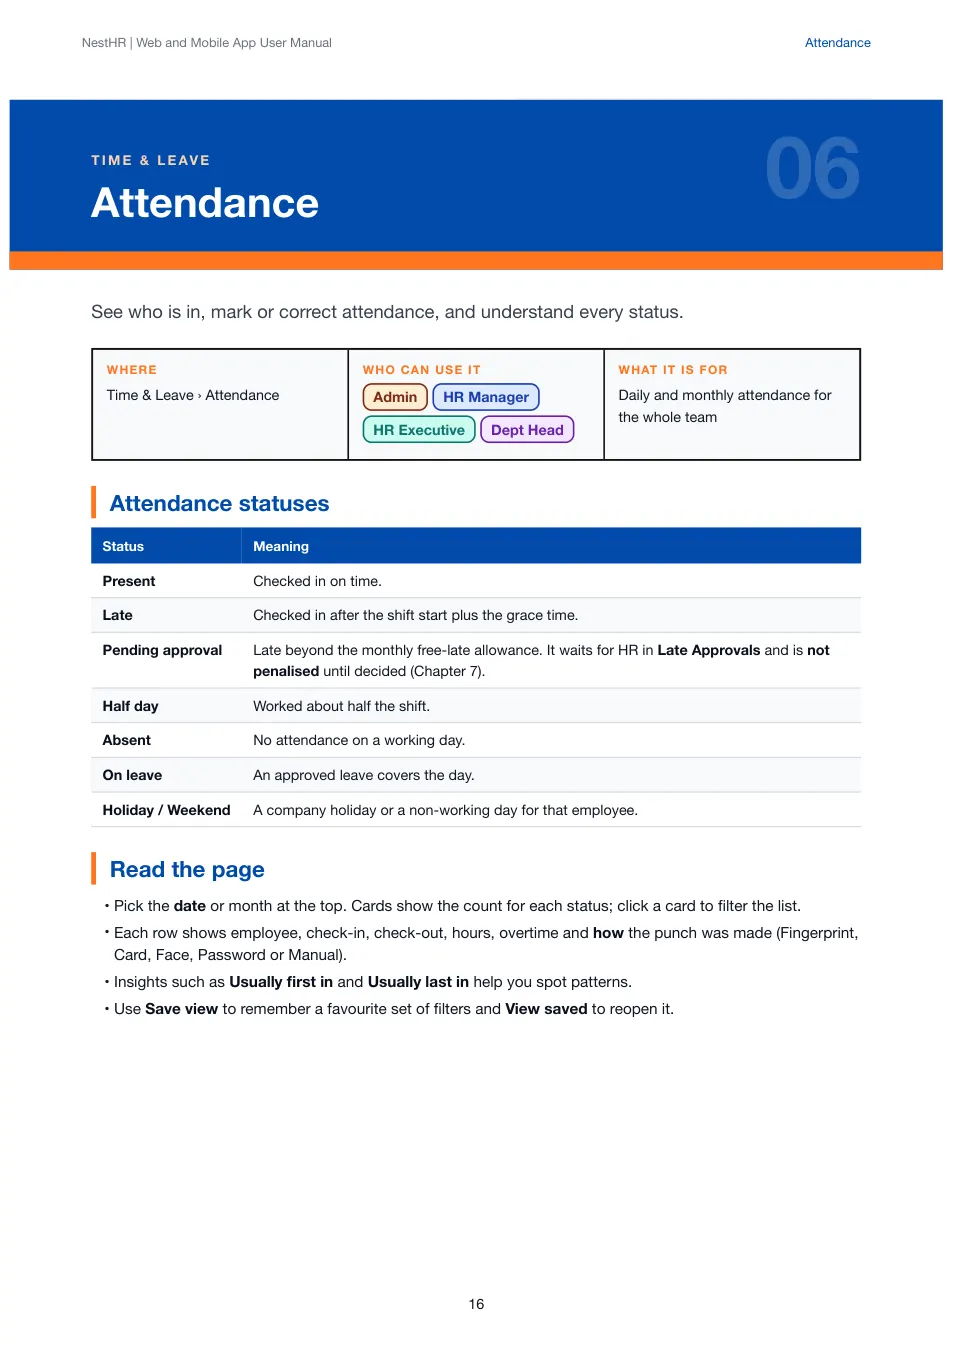 NestHR | Web and Mobile App User Manual
Attendance
TIME & LEAVE
06
Attendance
See who is in, mark or correct attendance, and understand every status.
WHERE
Time & Leave › Attendance
WHO CAN USE IT
Admin
HR Manager
HR Executive
Dept Head
WHAT IT IS FOR
Daily and monthly attendance for
the whole team
Attendance statuses
Status Meaning
Present Checked in on time.
Late Checked in after the shift start plus the grace time.
Pending approval Late beyond the monthly free-late allowance. It waits for HR in Late Approvals and is not
penalised until decided (Chapter 7).
Half day Worked about half the shift.
Absent No attendance on a working day.
On leave An approved leave covers the day.
Holiday / Weekend A company holiday or a non-working day for that employee.
Read the page
• Pick the date or month at the top. Cards show the count for each status; click a card to filter the list.
• Each row shows employee, check-in, check-out, hours, overtime and how the punch was made (Fingerprint,
Card, Face, Password or Manual).
• Insights such as Usually first in and Usually last in help you spot patterns.
• Use Save view to remember a favourite set of filters and View saved to reopen it.
16